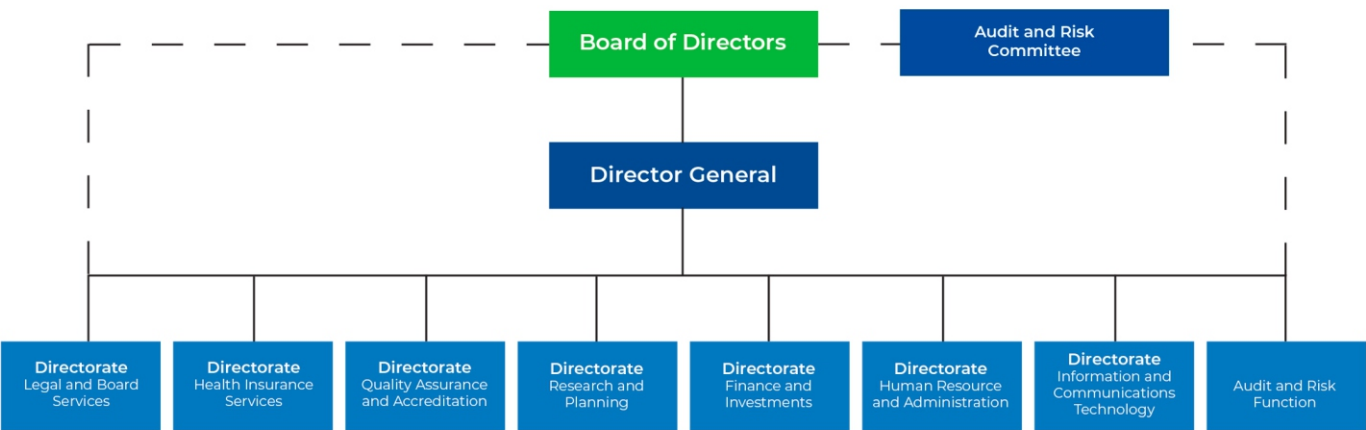 Board of Directors
Audit and Risk
Committee
Director General
Directorate
Legal and Board
Services
Directorate
Health Insurance
Services
Directorate
Quality Assurance
and Accreditation
Directorate
Research and
Planning
Directorate
Finance and
Investments
Directorate
Human Resource
and Administration
Directorate
Information and
Communications
Technology
Audit and Risk
Function